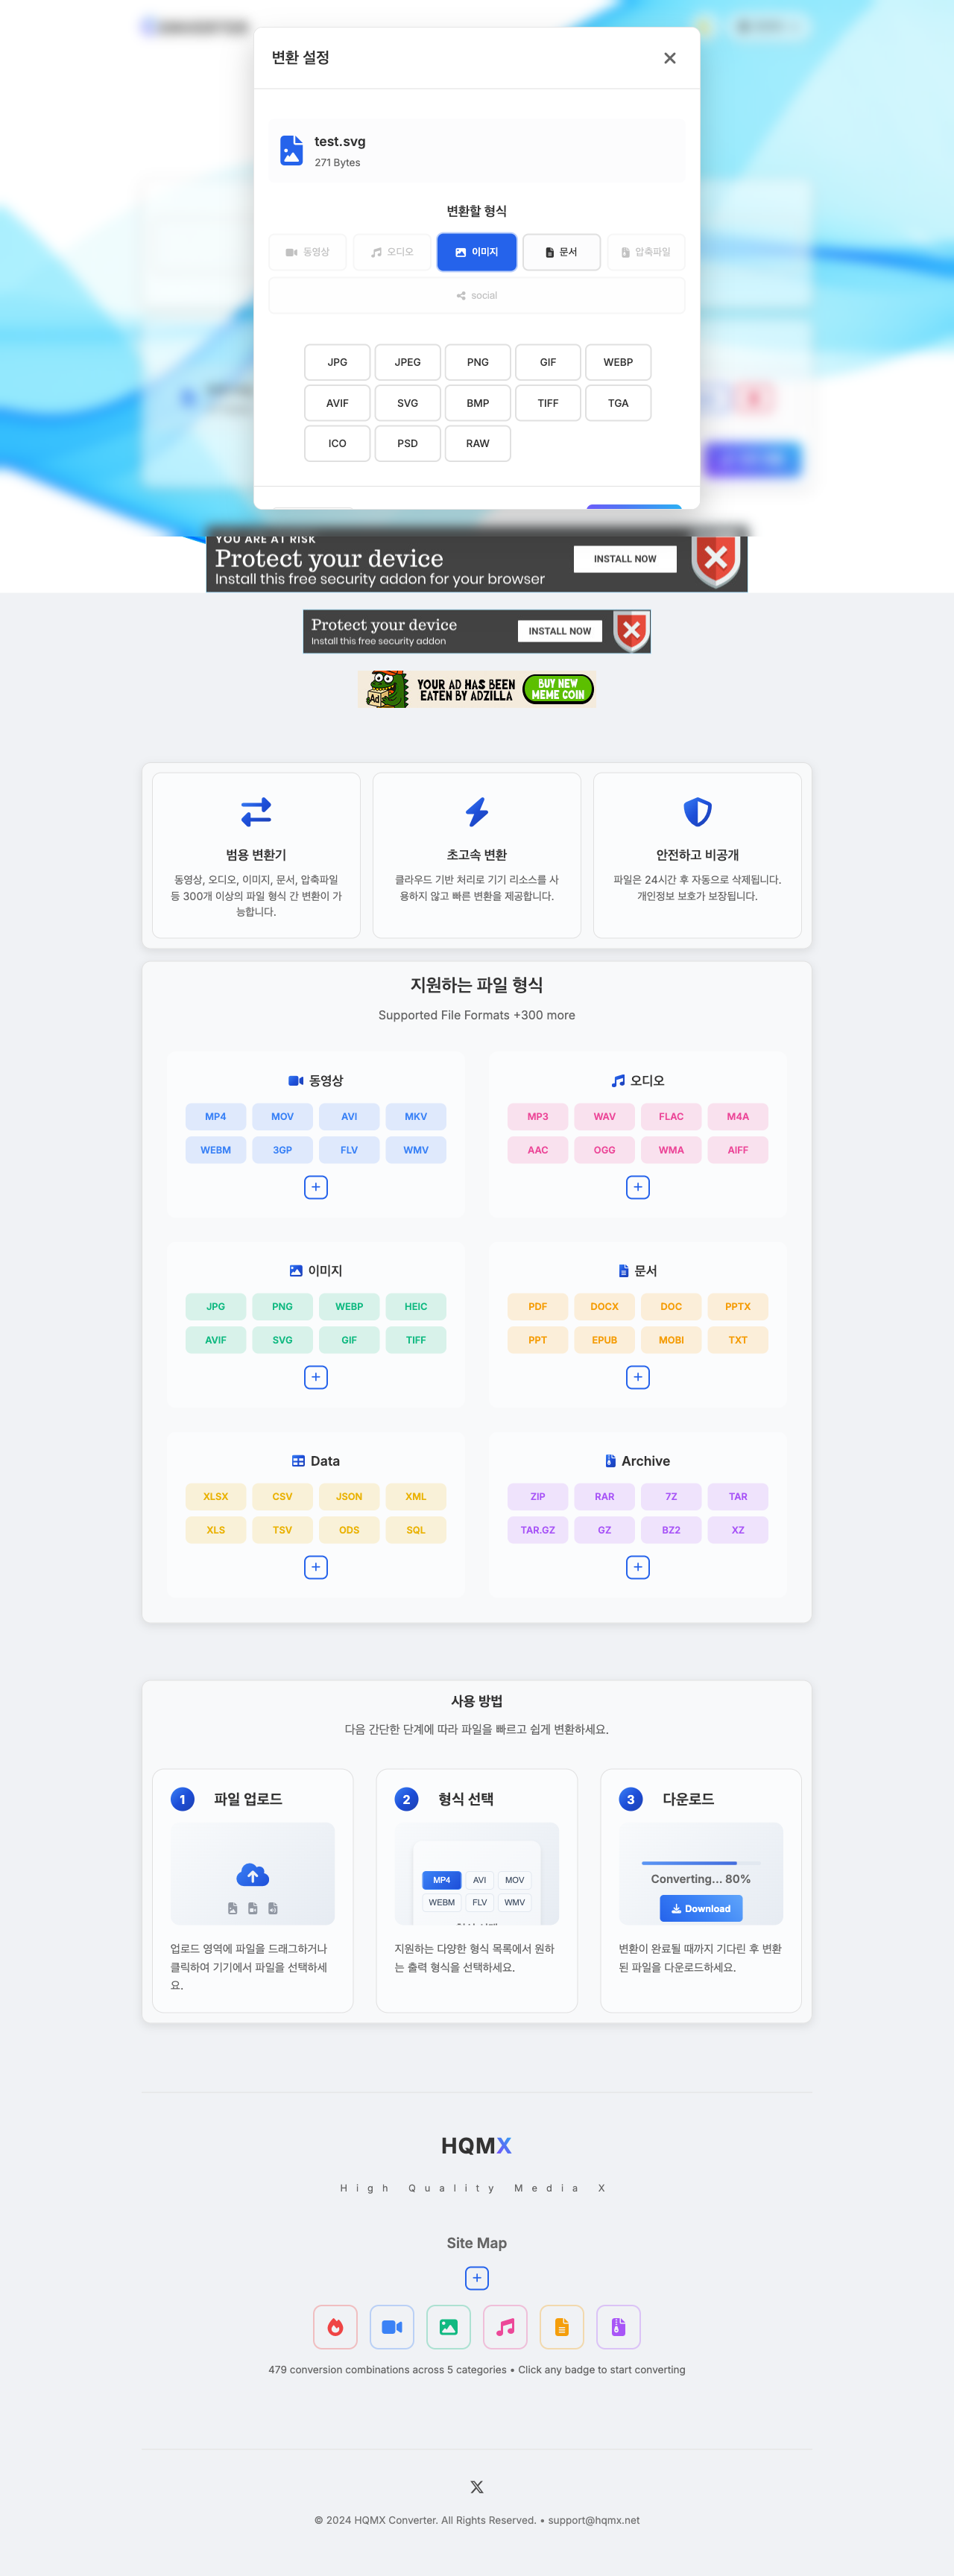 변환 설정
test.svg
271 Bytes
변환할 형식
동영상
오디오
이미지
문서
압축파일
social
JPG
JPEG
PNG
GIF
WEBP
AVIF
SVG
BMP
TIFF
TGA
ICO
PSD
RAW
YOU ARE AT RISK
Protect your device
Install this free security addon for your browser
INSTALL NOW
Protect your device
Install this free security addon
INSTALL NOW
Ad
YOUR AD HAS BEEN
EATEN BY ADZILLA
BUY NEW
MEME COIN
범용 변환기
동영상, 오디오, 이미지, 문서, 압축파일
등 300개 이상의 파일 형식 간 변환이 가
능합니다.
초고속 변환
클라우드 기반 처리로 기기 리소스를 사
용하지 않고 빠른 변환을 제공합니다.
안전하고 비공개
파일은 24시간 후 자동으로 삭제됩니다.
개인정보 보호가 보장됩니다.
지원하는 파일 형식
Supported File Formats +300 more
동영상
MP4
MOV
AVI
MKV
WEBM
3GP
FLV
WMV
오디오
MP3
WAV
FLAC
M4A
AAC
OGG
WMA
AIFF
이미지
JPG
PNG
WEBP
HEIC
AVIF
SVG
GIF
TIFF
문서
PDF
DOCX
DOC
PPTX
PPT
EPUB
MOBI
TXT
Data
XLSX
CSV
JSON
XML
XLS
TSV
ODS
SQL
Archive
ZIP
RAR
7Z
TAR
TAR.GZ
GZ
BZ2
XZ
사용 방법
다음 간단한 단계에 따라 파일을 빠르고 쉽게 변환하세요.
1
파일 업로드
업로드 영역에 파일을 드래그하거나
클릭하여 기기에서 파일을 선택하세
요.
2
형식 선택
MP4
AVI
MOV
WEBM
FLV
WMV
지원하는 다양한 형식 목록에서 원하
는 출력 형식을 선택하세요.
3
다운로드
Converting... 80%
Download
변환이 완료될 때까지 기다린 후 변환
된 파일을 다운로드하세요.
HQMX
High Quality Media X
Site Map
479 conversion combinations across 5 categories • Click any badge to start converting
© 2024 HQMX Converter. All Rights Reserved. • support@hqmx.net